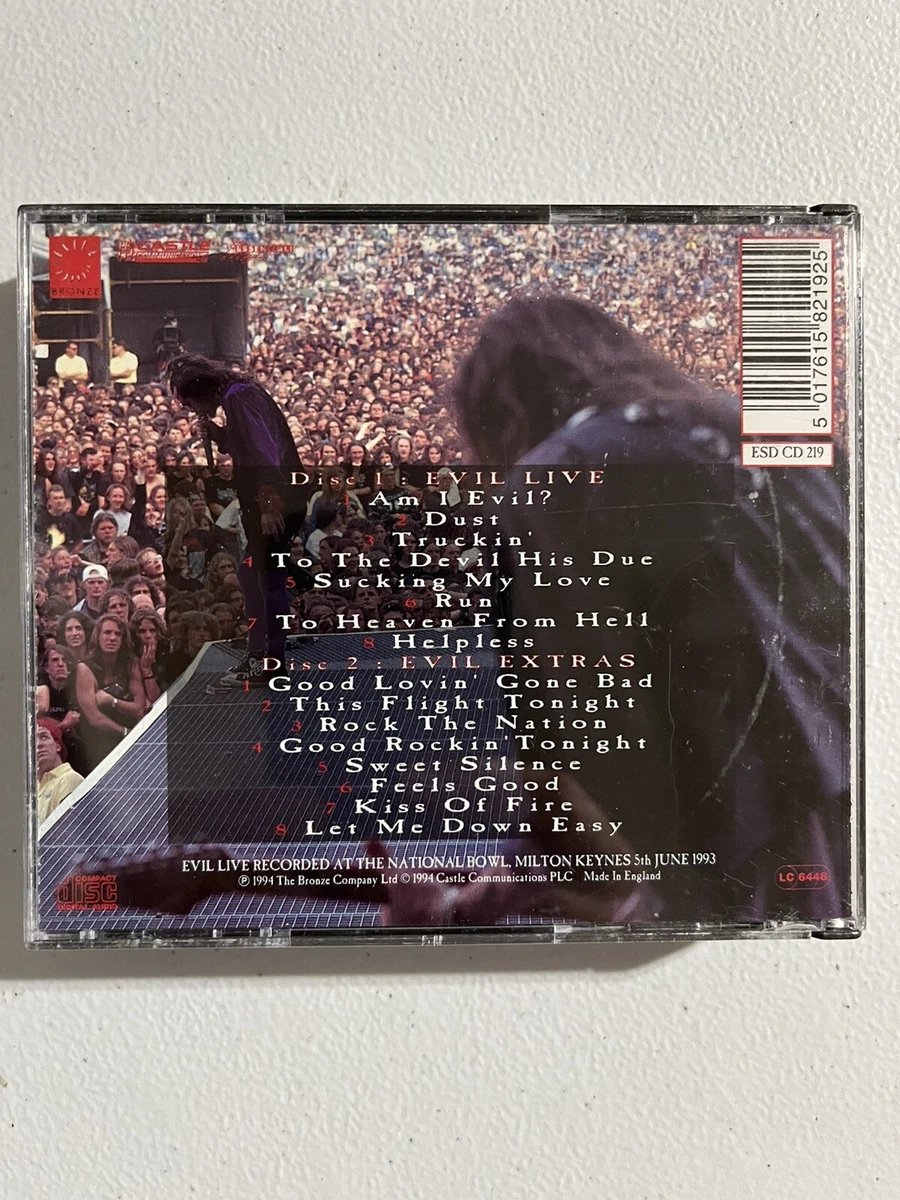 BRONZE
CASTLE
COMMUNICATIONS
5 017615 821925
ESD CD 219
Disc 1 : EVIL LIVE
1 Am I Evil?
2 Dust
3 Truckin'
4 To The Devil His Due
5 Sucking My Love
6 Run
7 To Heaven From Hell
8 Helpless
Disc 2 : EVIL EXTRAS
1 Good Lovin' Gone Bad
2 This Flight Tonight
3 Rock The Nation
4 Good Rockin' Tonight
5 Sweet Silence
6 Feels Good
7 Kiss Of Fire
8 Let Me Down Easy
EVIL LIVE RECORDED AT THE NATIONAL BOWL, MILTON KEYNES 5th JUNE 1993
℗ 1994 The Bronze Company Ltd © 1994 Castle Communications PLC Made In England
COMPACT
disc
DIGITAL AUDIO
LC 6448